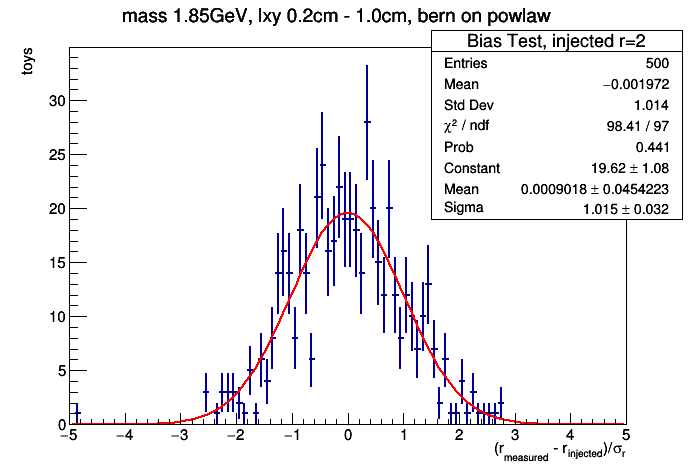 mass 1.85GeV, lxy 0.2cm - 1.0cm, bern on powlaw
Bias Test, injected r=2
Entries 500
Mean −0.001972
Std Dev 1.014
χ² / ndf 98.41 / 97
Prob 0.441
Constant 19.62 ± 1.08
Mean 0.0009018 ± 0.0454223
Sigma 1.015 ± 0.032
toys
30
25
20
15
10
5
0
−5 −4 −3 −2 −1 0 1 2 3 4 5
(r_measured - r_injected)/σ_r